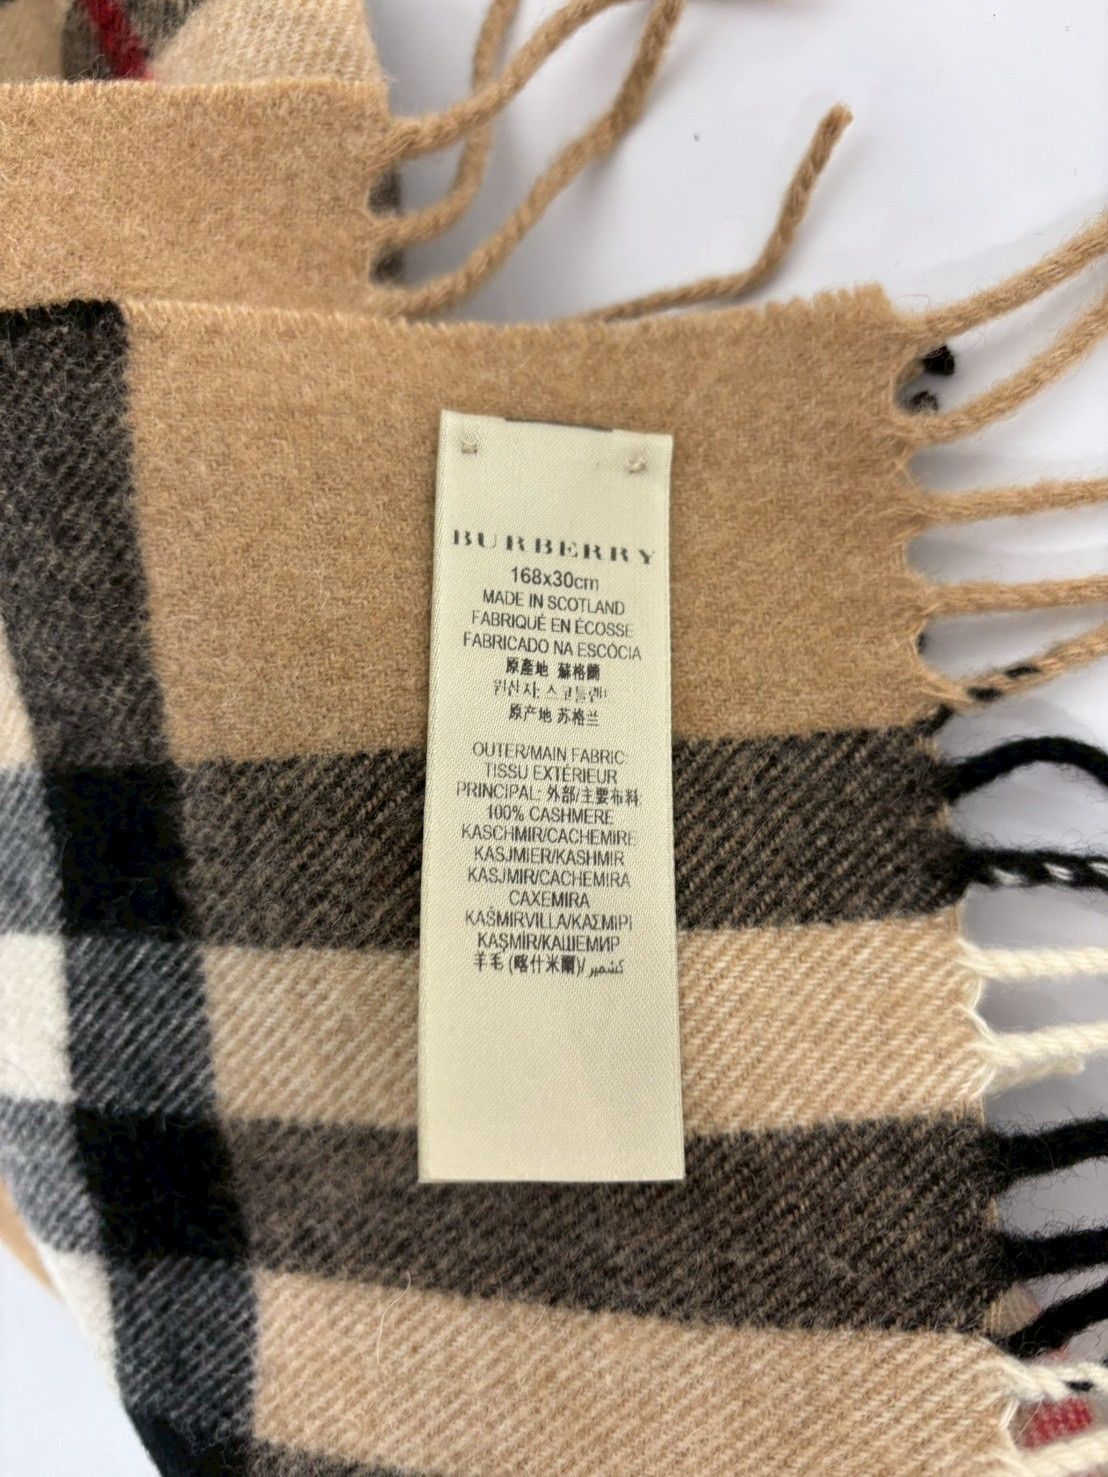 BURBERRY
168x30cm
MADE IN SCOTLAND
FABRIQUÉ EN ÉCOSSE
FABRICADO NA ESCÓCIA
原產地 蘇格蘭
원산지: 스코틀랜드
原产地 苏格兰
OUTER/MAIN FABRIC:
TISSU EXTÉRIEUR
PRINCIPAL: 外部/主要布料
100% CASHMERE
KASCHMIR/CACHEMIRE
KASJMIER/KASHMIR
KASJMIR/CACHEMIRA
CAXEMIRA
KAŠMIRVILLA/ΚΑΣΜΙΡΙ
KAŞMİR/КАШЕМИР
羊毛 (喀什米爾)/ كشمير